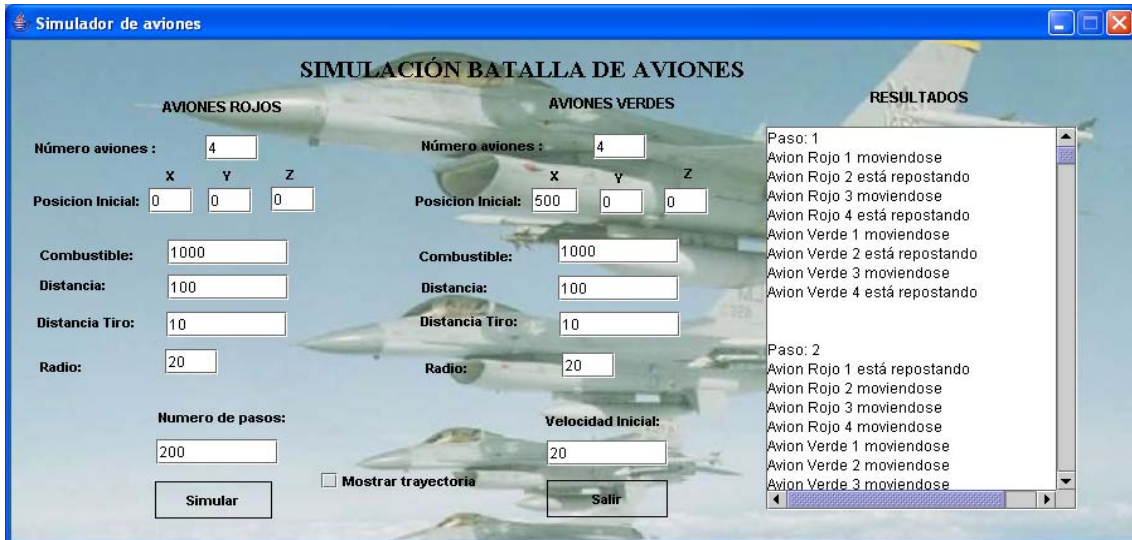 Simulador de aviones
SIMULACIÓN BATALLA DE AVIONES
AVIONES ROJOS
Número aviones : 4
X Y Z
Posicion Inicial: 0 0 0
Combustible: 1000
Distancia: 100
Distancia Tiro: 10
Radio: 20
Numero de pasos:
200
Simular
Mostrar trayectoria
AVIONES VERDES
Número aviones : 4
X Y Z
Posicion Inicial: 500 0 0
Combustible: 1000
Distancia: 100
Distancia Tiro: 10
Radio: 20
Velocidad Inicial:
20
Salir
RESULTADOS
Paso: 1
Avion Rojo 1 moviendose
Avion Rojo 2 está repostando
Avion Rojo 3 moviendose
Avion Rojo 4 está repostando
Avion Verde 1 moviendose
Avion Verde 2 está repostando
Avion Verde 3 moviendose
Avion Verde 4 está repostando
Paso: 2
Avion Rojo 1 está repostando
Avion Rojo 2 moviendose
Avion Rojo 3 moviendose
Avion Rojo 4 moviendose
Avion Verde 1 moviendose
Avion Verde 2 moviendose
Avion Verde 3 moviendose